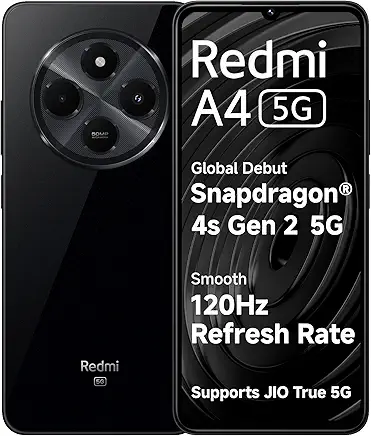 50MP
Redmi
5G
Redmi
A4 5G
Global Debut
Snapdragon®
4s Gen 2 5G
Smooth
120Hz
Refresh Rate
Supports JIO True 5G